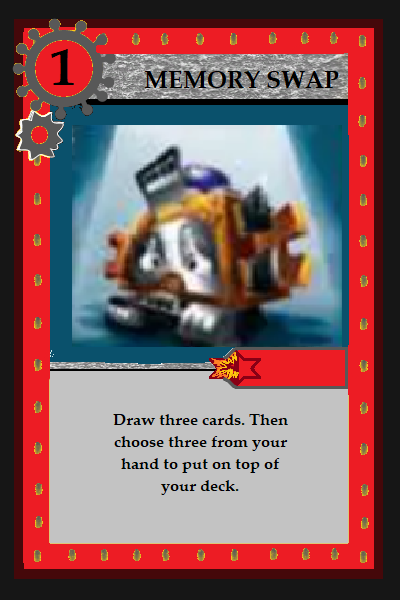 1
MEMORY SWAP
Draw three cards. Then
choose three from your
hand to put on top of
your deck.